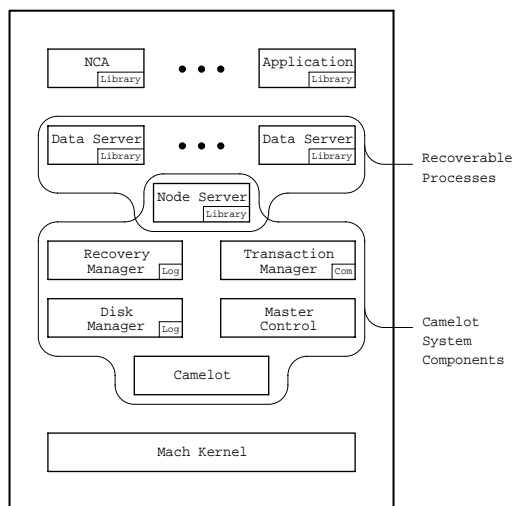 NCA
Library
• • •
Application
Library
Data Server
Library
• • •
Data Server
Library
Recoverable
Processes
Node Server
Library
Recovery
Manager
Log
Transaction
Manager
Com
Disk
Manager
Log
Master
Control
Camelot
System
Components
Camelot
Mach Kernel